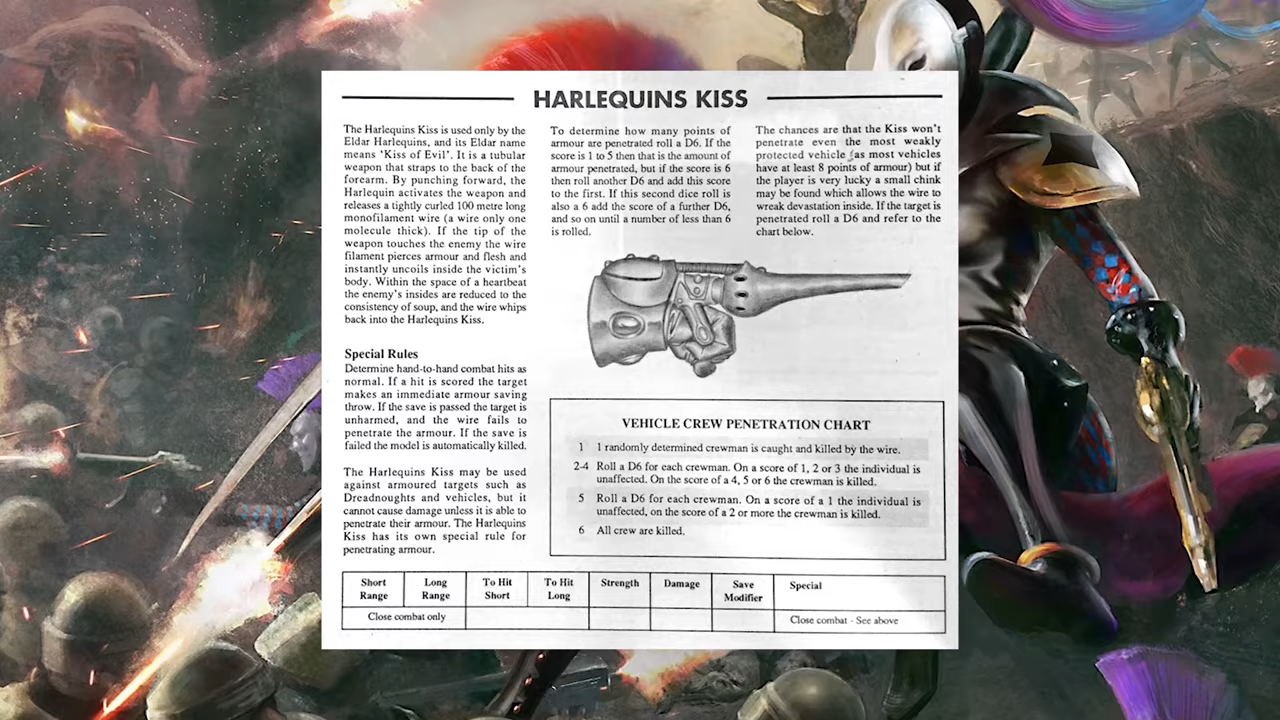 HARLEQUINS KISS
The Harlequins Kiss is used only by the
Eldar Harlequins, and its Eldar name
means 'Kiss of Evil'. It is a tubular
weapon that straps to the back of the
forearm. By punching forward, the
Harlequin activates the weapon and
releases a tightly curled 100 metre long
monofilament wire (a wire only one
molecule thick). If the tip of the
weapon touches the enemy the wire
filament pierces armour and flesh and
instantly uncoils inside the victim's
body. Within the space of a heartbeat
the enemy's insides are reduced to the
consistency of soup, and the wire whips
back into the Harlequins Kiss.
Special Rules
Determine hand-to-hand combat hits as
normal. If a hit is scored the target
makes an immediate armour saving
throw. If the save is passed the target is
unharmed, and the wire fails to
penetrate the armour. If the save is
failed the model is automatically killed.
The Harlequins Kiss may be used
against armoured targets such as
Dreadnoughts and vehicles, but it
cannot cause damage unless it is able to
penetrate their armour. The Harlequins
Kiss has its own special rule for
penetrating armour.
To determine how many points of
armour are penetrated roll a D6. If the
score is 1 to 5 then that is the amount of
armour penetrated, but if the score is 6
then roll another D6 and add this score
to the first. If this second dice roll is
also a 6 add the score of a further D6,
and so on until a number of less than 6
is rolled.
The chances are that the Kiss won't
penetrate even the most weakly
protected vehicle (as most vehicles
have at least 8 points of armour) but if
the player is very lucky a small chink
may be found which allows the wire to
wreak devastation inside. If the target is
penetrated roll a D6 and refer to the
chart below.
VEHICLE CREW PENETRATION CHART
1 1 randomly determined crewman is caught and killed by the wire.
2-4 Roll a D6 for each crewman. On a score of 1, 2 or 3 the individual is
unaffected. On the score of a 4, 5 or 6 the crewman is killed.
5 Roll a D6 for each crewman. On a score of a 1 the individual is
unaffected, on the score of a 2 or more the crewman is killed.
6 All crew are killed.
Short Long To Hit To Hit Strength Damage Save Special
Range Range Short Long Modifier
Close combat only Close combat - See above